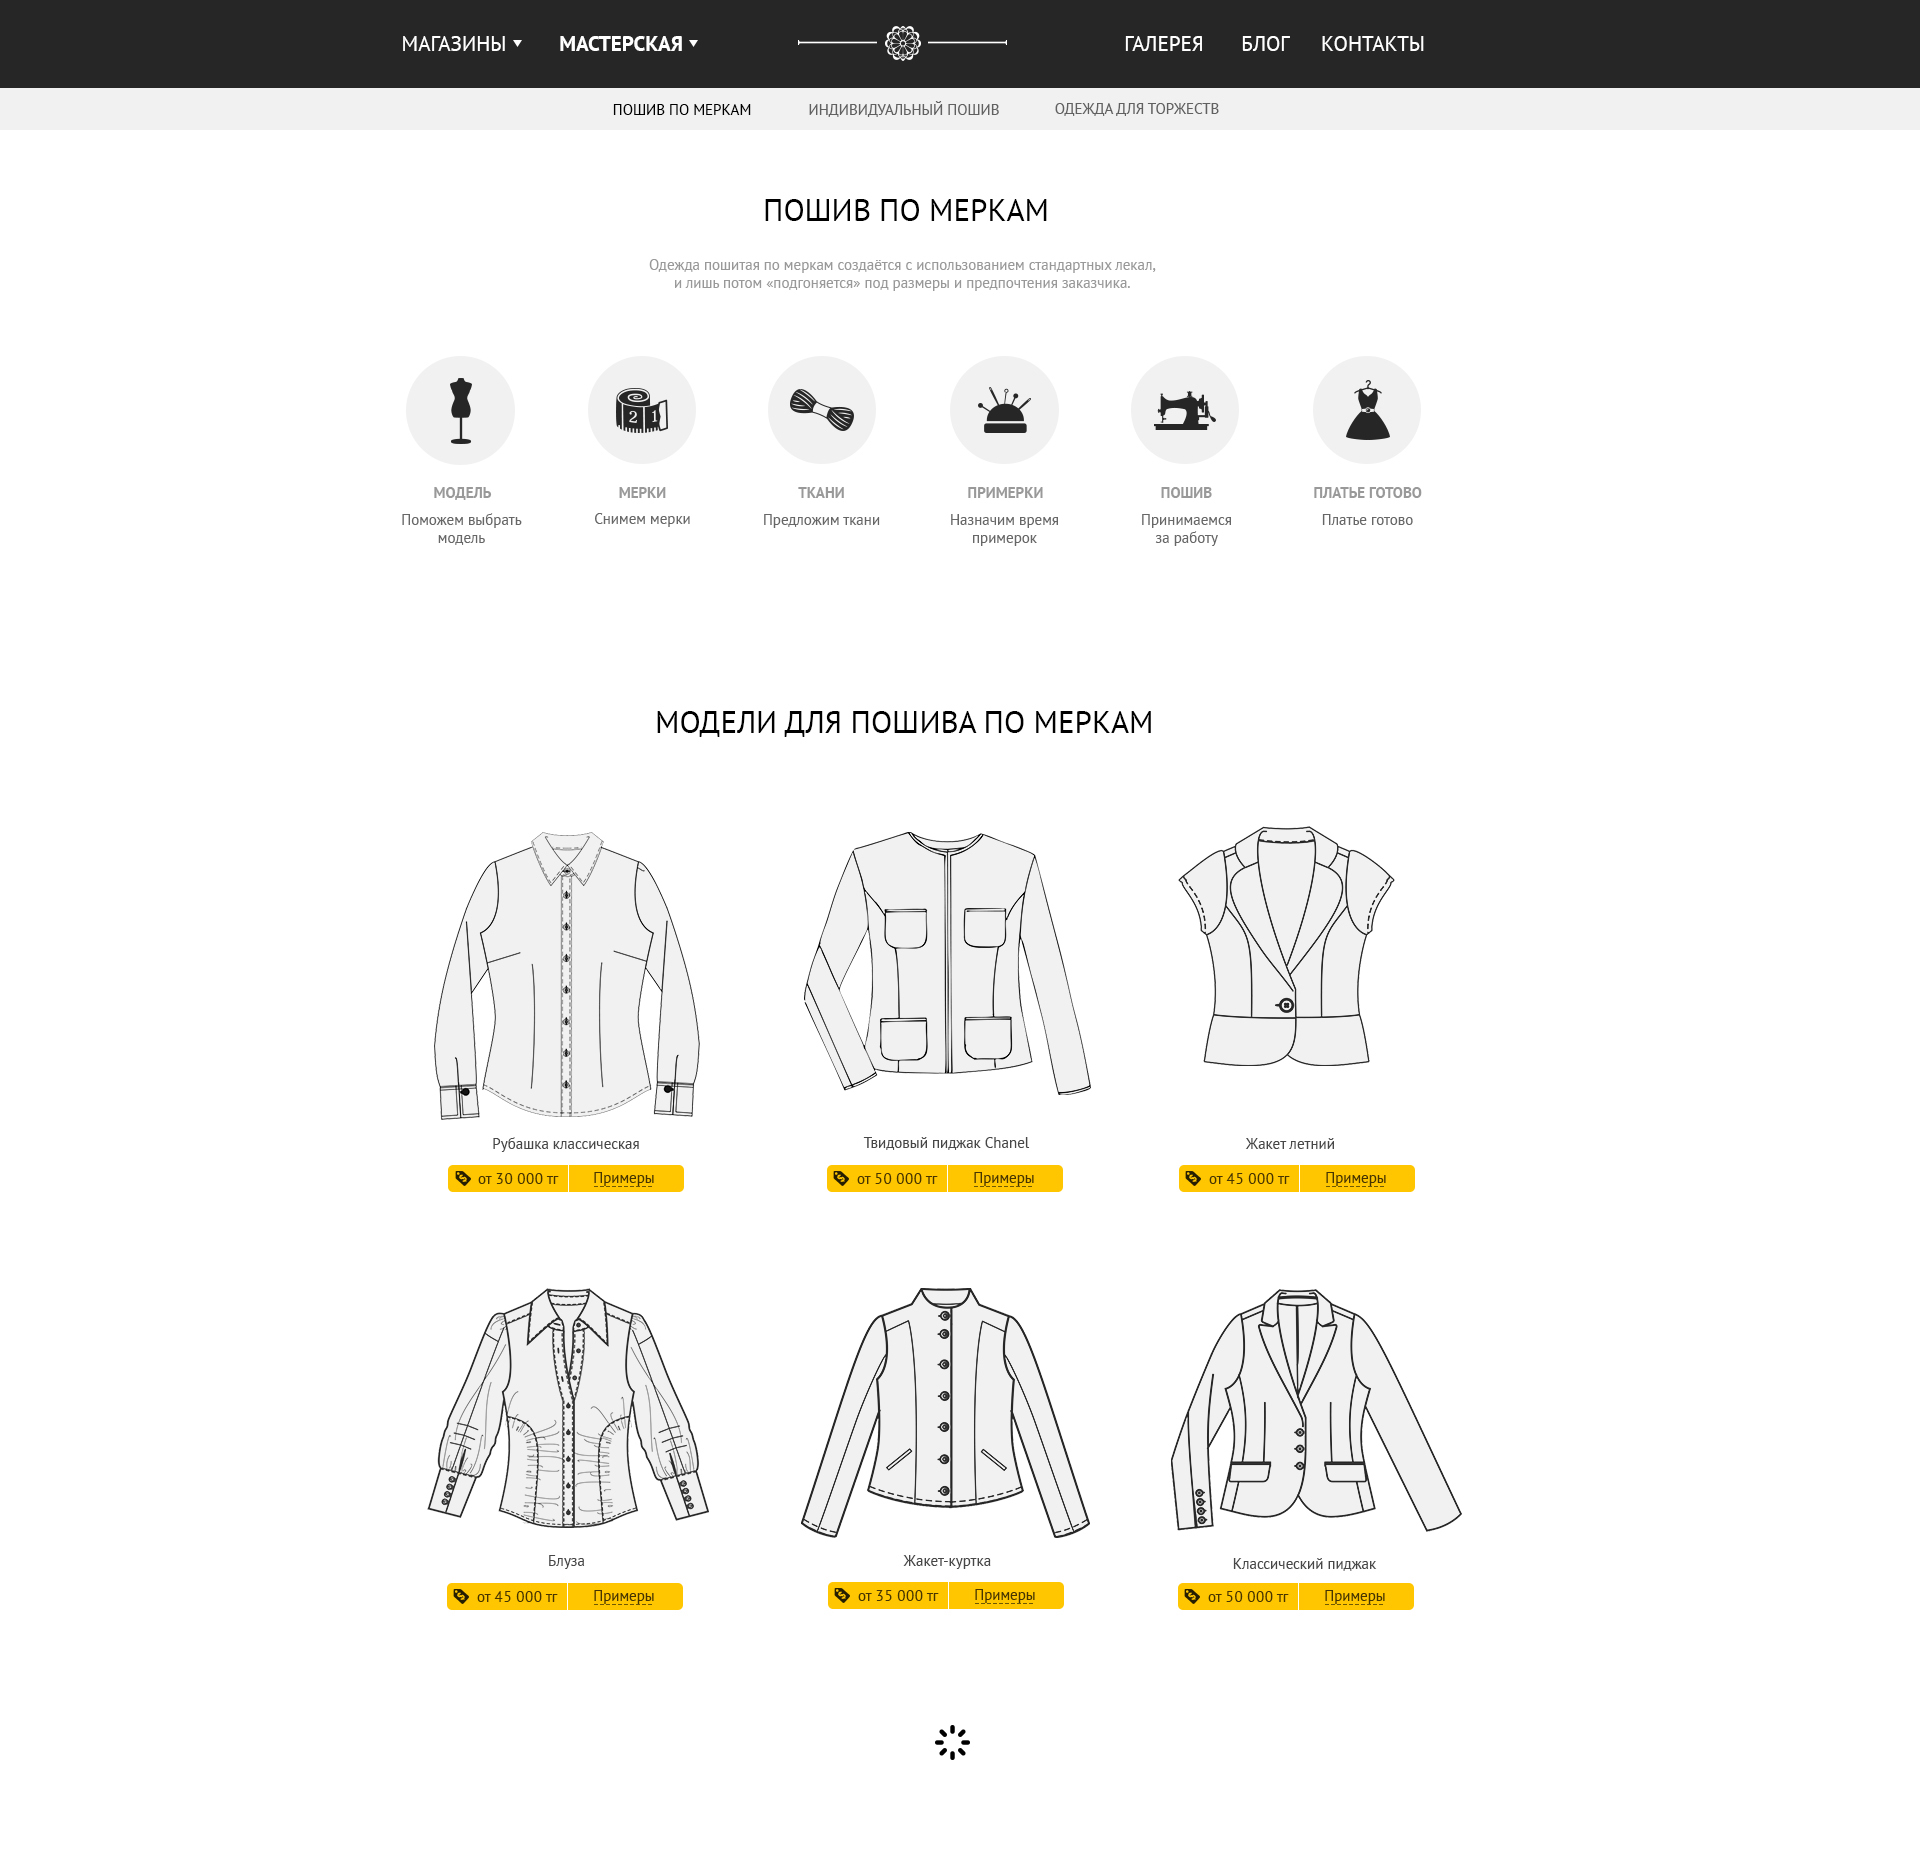 МАГАЗИНЫ МАСТЕРСКАЯ ГАЛЕРЕЯ БЛОГ КОНТАКТЫ
ПОШИВ ПО МЕРКАМ ИНДИВИДУАЛЬНЫЙ ПОШИВ ОДЕЖДА ДЛЯ ТОРЖЕСТВ
ПОШИВ ПО МЕРКАМ
Одежда пошитая по меркам создаётся с использованием стандартных лекал,
и лишь потом «подгоняется» под размеры и предпочтения заказчика.
2 1
МОДЕЛЬ МЕРКИ ТКАНИ ПРИМЕРКИ ПОШИВ ПЛАТЬЕ ГОТОВО
Поможем выбрать Снимем мерки Предложим ткани Назначим время Принимаемся Платье готово
модель примерок за работу
МОДЕЛИ ДЛЯ ПОШИВА ПО МЕРКАМ
Рубашка классическая Твидовый пиджак Chanel Жакет летний
от 30 000 тг Примеры от 50 000 тг Примеры от 45 000 тг Примеры
Блуза Жакет-куртка Классический пиджак
от 45 000 тг Примеры от 35 000 тг Примеры от 50 000 тг Примеры